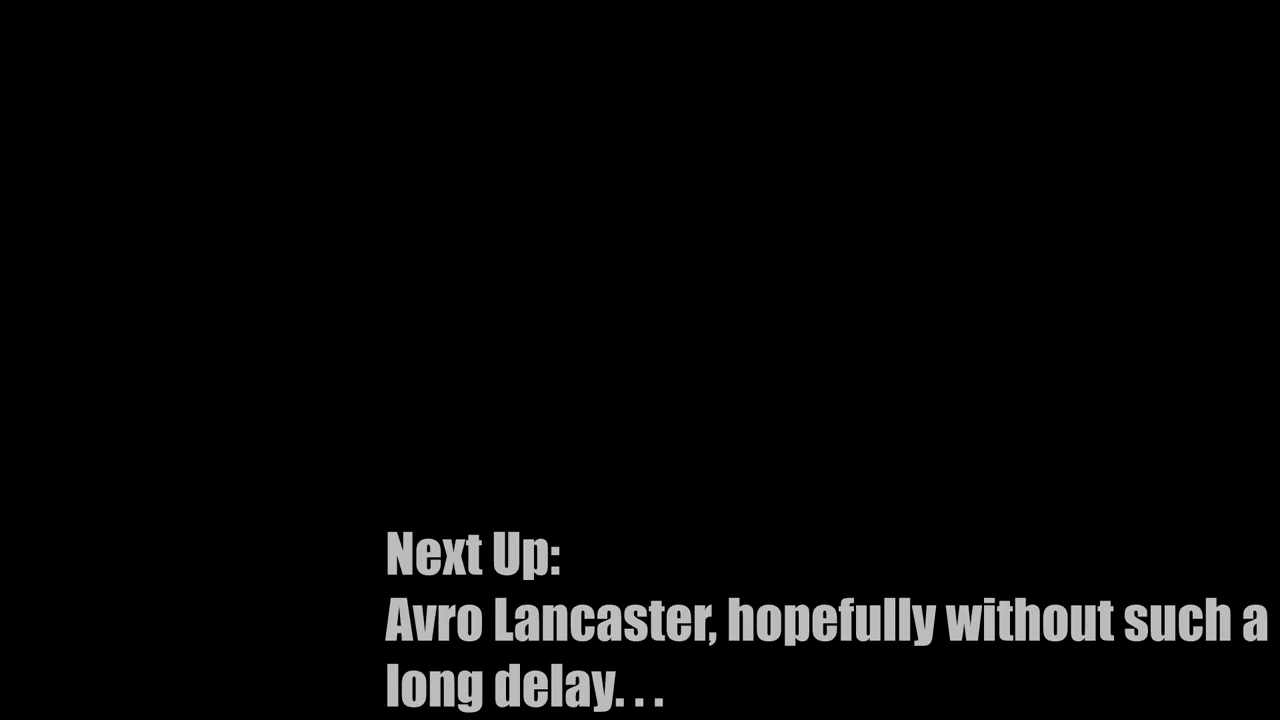 Next Up:
Avro Lancaster, hopefully without such a
long delay. . .